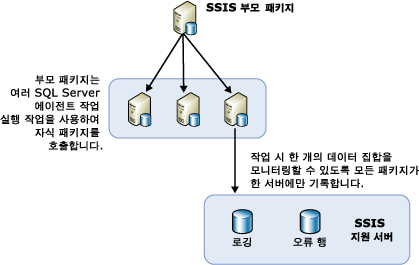 SSIS 부모 패키지
부모 패키지는
여러 SQL Server
에이전트 작업
실행 작업을 사용하여
자식 패키지를
호출합니다.
작업 시 한 개의 데이터 집합을
모니터링할 수 있도록 모든 패키지가
한 서버에만 기록합니다.
로깅
오류 행
SSIS
지원 서버